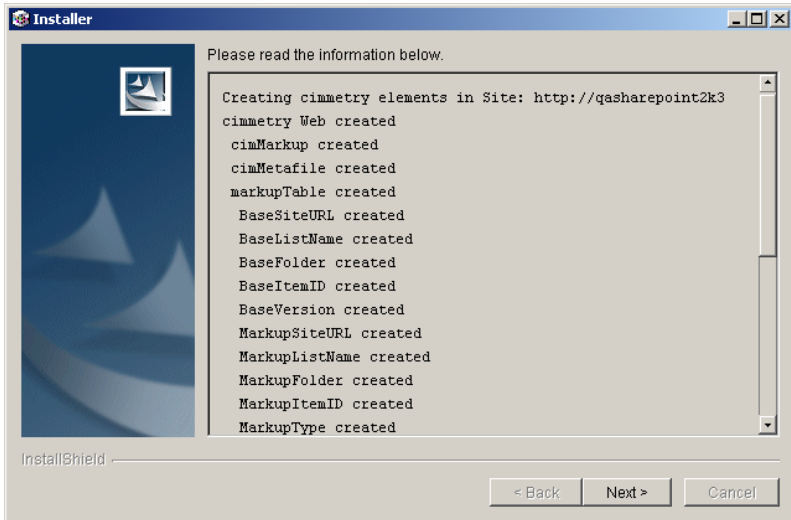 Installer
Please read the information below.
Creating cimmetry elements in Site: http://qasharepoint2k3
cimmetry Web created
cimMarkup created
cimMetafile created
markupTable created
BaseSiteURL created
BaseListName created
BaseFolder created
BaseItemID created
BaseVersion created
MarkupSiteURL created
MarkupListName created
MarkupFolder created
MarkupItemID created
MarkupType created
InstallShield
< Back Next > Cancel